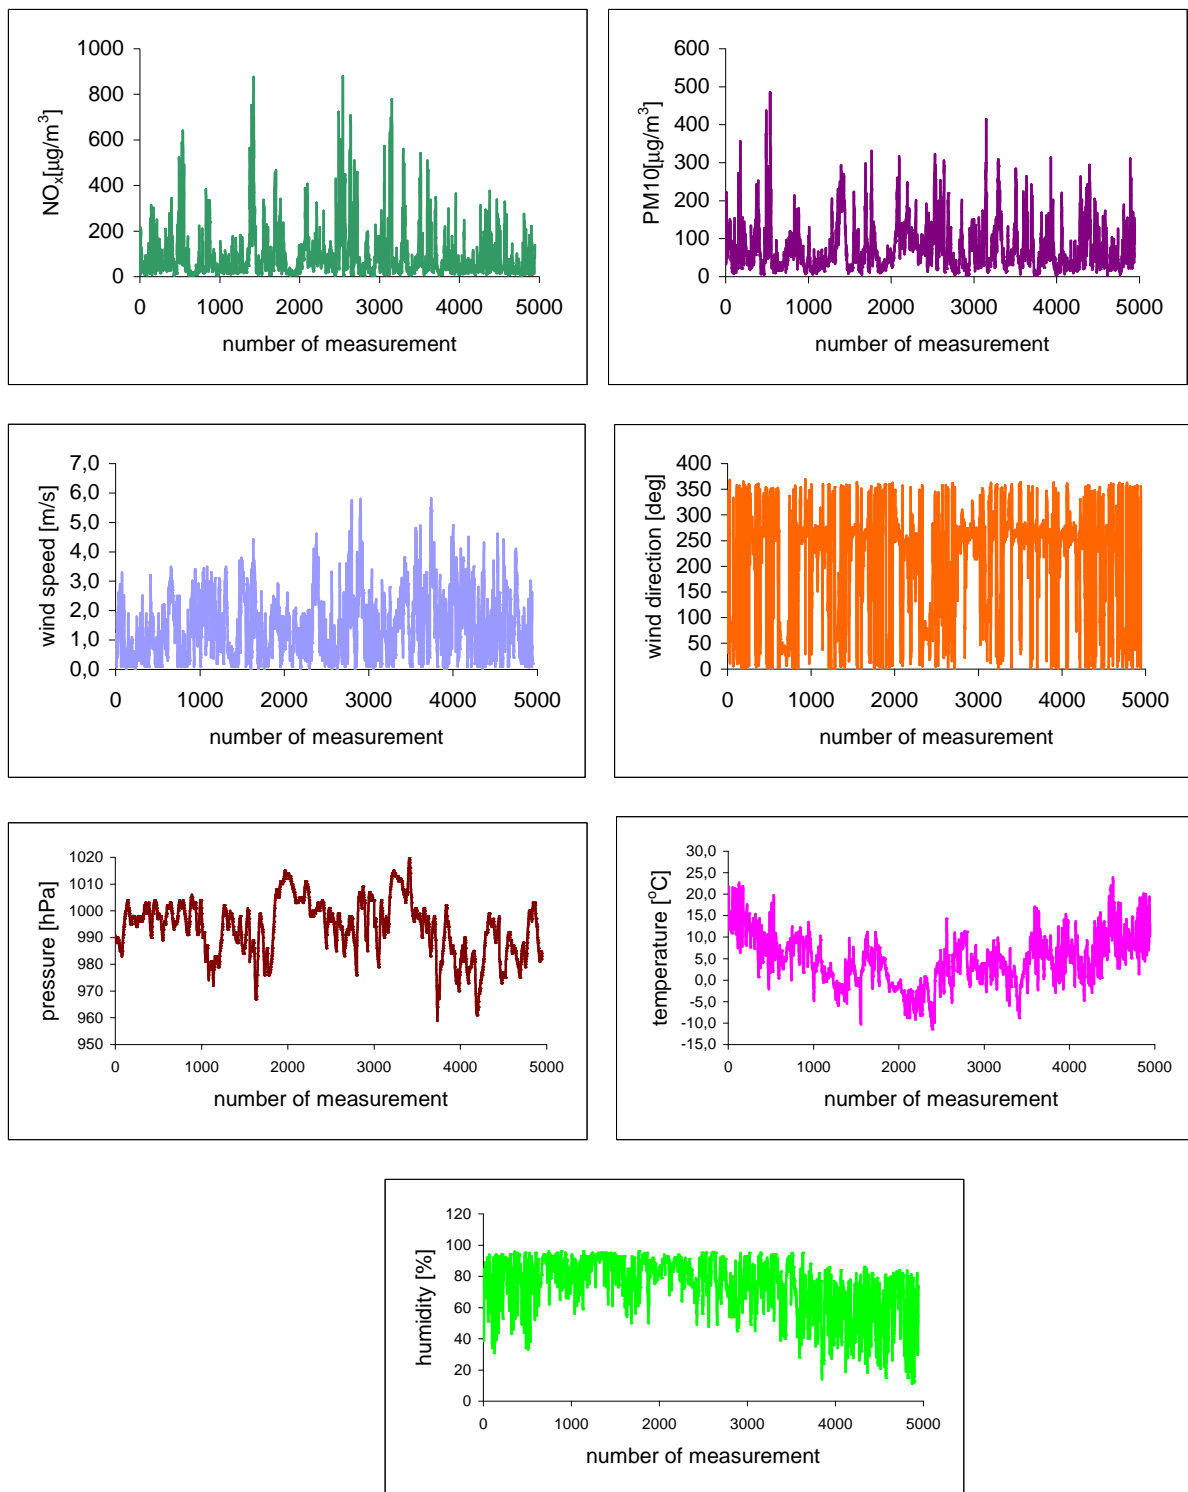 1000
800
600
400
200
0
NOx[µg/m³
0 1000 2000 3000 4000 5000
number of measurement
600
500
400
300
200
100
0
PM10[µg/m³]
0 1000 2000 3000 4000 5000
number of measurement
7,0
6,0
5,0
4,0
3,0
2,0
1,0
0,0
wind speed [m/s]
0 1000 2000 3000 4000 5000
number of measurement
400
350
300
250
200
150
100
50
0
wind direction [deg]
0 1000 2000 3000 4000 5000
number of measurement
1020
1010
1000
990
980
970
960
950
pressure [hPa]
0 1000 2000 3000 4000 5000
number of measurement
30,0
25,0
20,0
15,0
10,0
5,0
0,0
-5,0
-10,0
-15,0
temperature [°C]
0 1000 2000 3000 4000 5000
number of measurement
120
100
80
60
40
20
0
humidity [%]
0 1000 2000 3000 4000 5000
number of measurement